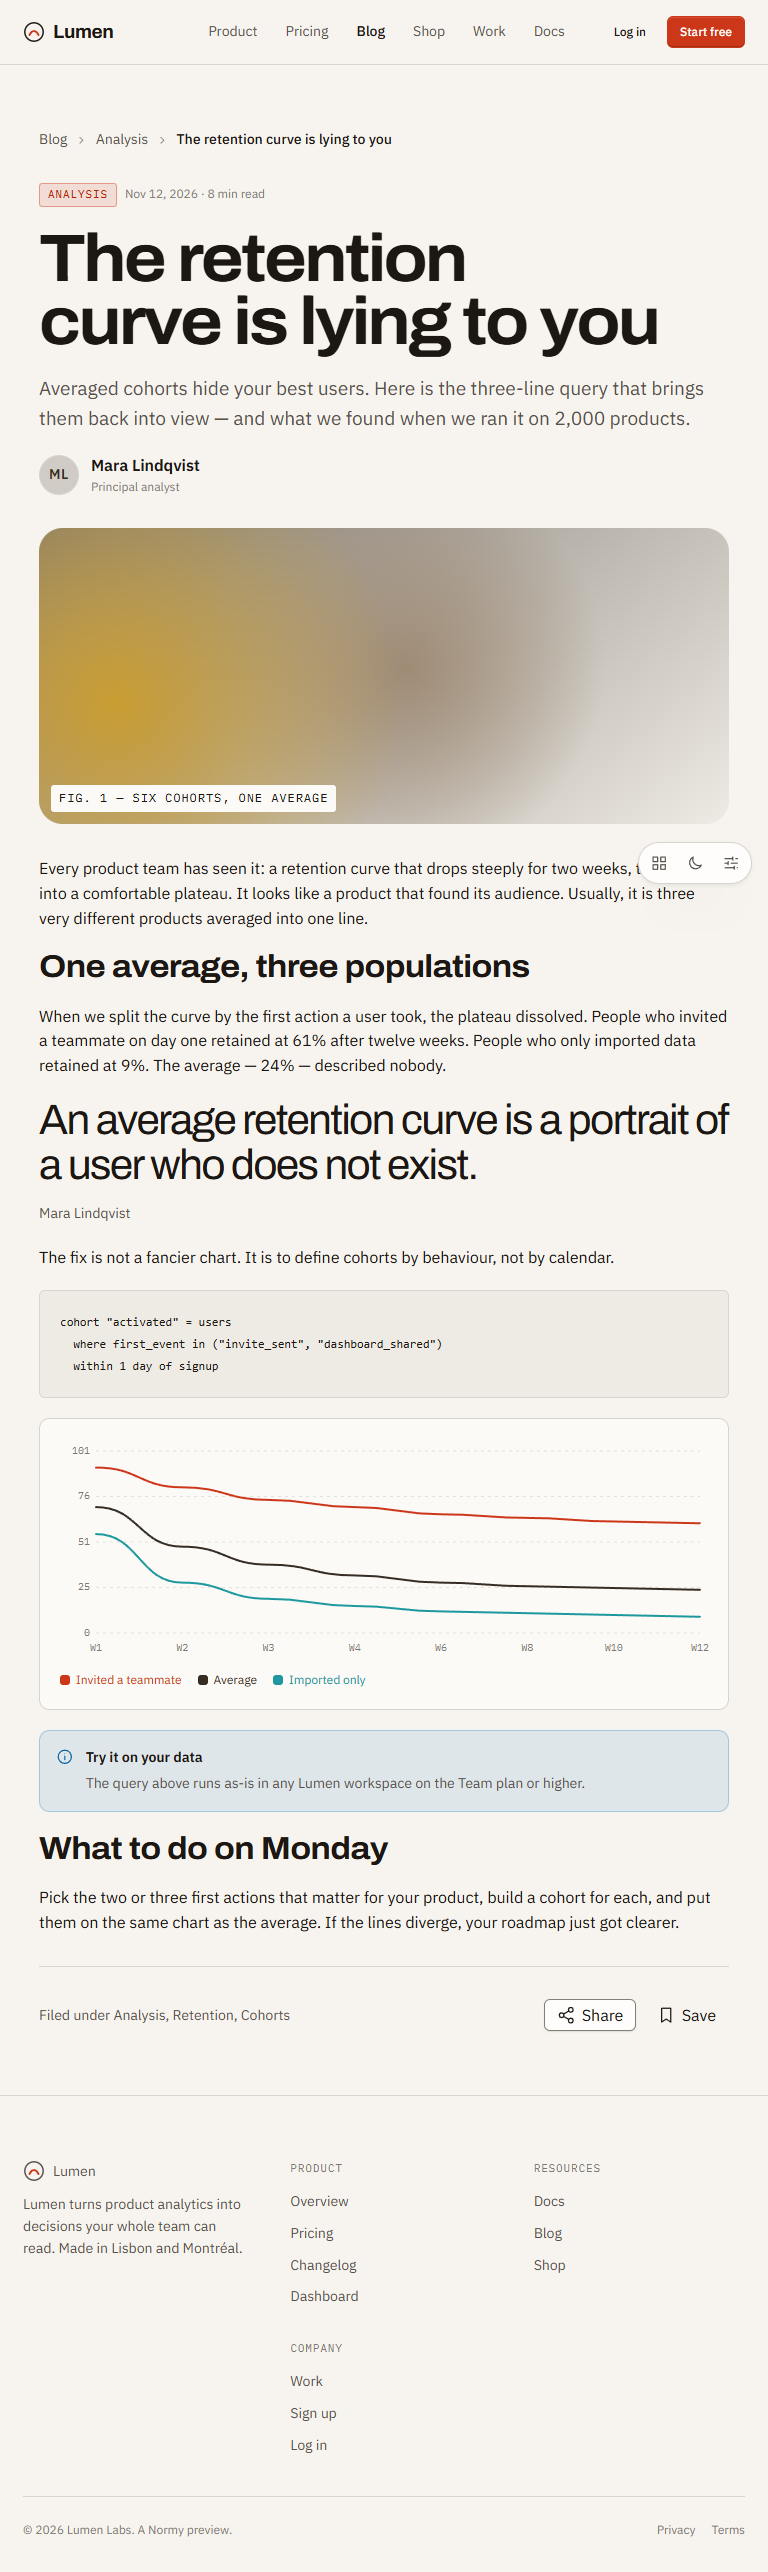 Lumen
Product Pricing Blog Shop Work Docs Log in Start free
Blog › Analysis › The retention curve is lying to you
ANALYSIS Nov 12, 2026 · 8 min read
The retention
curve is lying to you
Averaged cohorts hide your best users. Here is the three-line query that brings
them back into view — and what we found when we ran it on 2,000 products.
ML
Mara Lindqvist
Principal analyst
FIG. 1 — SIX COHORTS, ONE AVERAGE
Every product team has seen it: a retention curve that drops steeply for two weeks,
into a comfortable plateau. It looks like a product that found its audience. Usually, it is three
very different products averaged into one line.
One average, three populations
When we split the curve by the first action a user took, the plateau dissolved. People who invited
a teammate on day one retained at 61% after twelve weeks. People who only imported data
retained at 9%. The average — 24% — described nobody.
An average retention curve is a portrait of
a user who does not exist.
Mara Lindqvist
The fix is not a fancier chart. It is to define cohorts by behaviour, not by calendar.
cohort "activated" = users
where first_event in ("invite_sent", "dashboard_shared")
within 1 day of signup
101
76
51
25
0
W1 W2 W3 W4 W6 W8 W10 W12
Invited a teammate Average Imported only
Try it on your data
The query above runs as-is in any Lumen workspace on the Team plan or higher.
What to do on Monday
Pick the two or three first actions that matter for your product, build a cohort for each, and put
them on the same chart as the average. If the lines diverge, your roadmap just got clearer.
Filed under Analysis, Retention, Cohorts
Share Save
Lumen
Lumen turns product analytics into
decisions your whole team can
read. Made in Lisbon and Montréal.
PRODUCT
Overview
Pricing
Changelog
Dashboard
RESOURCES
Docs
Blog
Shop
COMPANY
Work
Sign up
Log in
© 2026 Lumen Labs. A Normy preview.
Privacy Terms